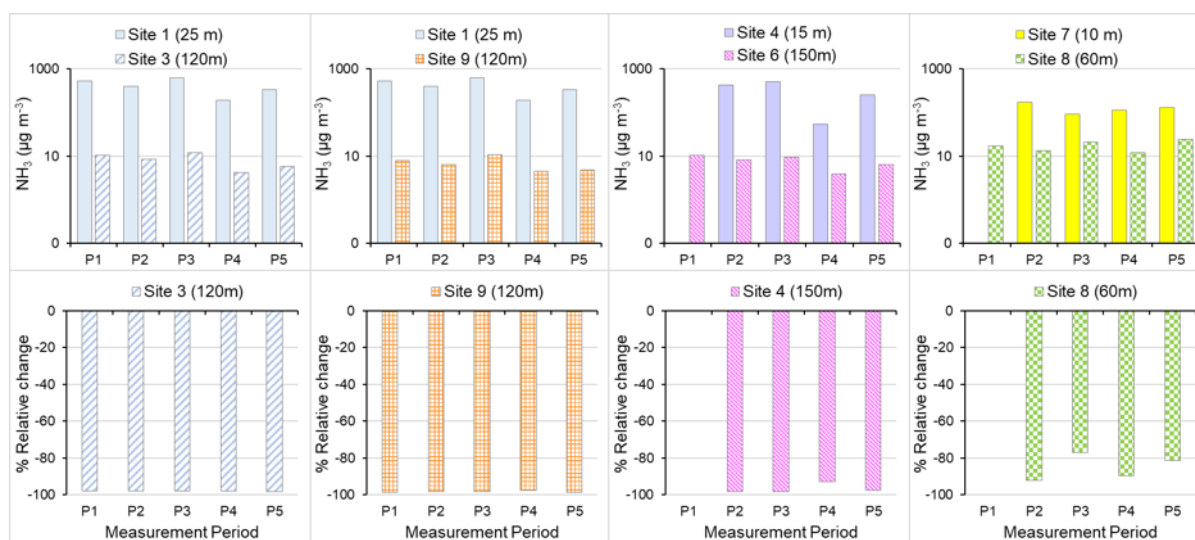 Site 1 (25 m)
Site 3 (120m)
1000
10
0
NH₃ (µg m⁻³)
P1 P2 P3 P4 P5
Site 1 (25 m)
Site 9 (120m)
1000
10
0
NH₃ (µg m⁻³)
P1 P2 P3 P4 P5
Site 4 (15 m)
Site 6 (150m)
1000
10
0
NH₃ (µg m⁻³)
P1 P2 P3 P4 P5
Site 7 (10 m)
Site 8 (60m)
1000
10
0
NH₃ (µg m⁻³)
P1 P2 P3 P4 P5
Site 3 (120m)
0
-20
-40
-60
-80
-100
% Relative change
P1 P2 P3 P4 P5
Measurement Period
Site 9 (120m)
0
-20
-40
-60
-80
-100
% Relative change
P1 P2 P3 P4 P5
Measurement Period
Site 4 (150m)
0
-20
-40
-60
-80
-100
% Relative change
P1 P2 P3 P4 P5
Measurement Period
Site 8 (60m)
0
-20
-40
-60
-80
-100
% Relative change
P1 P2 P3 P4 P5
Measurement Period